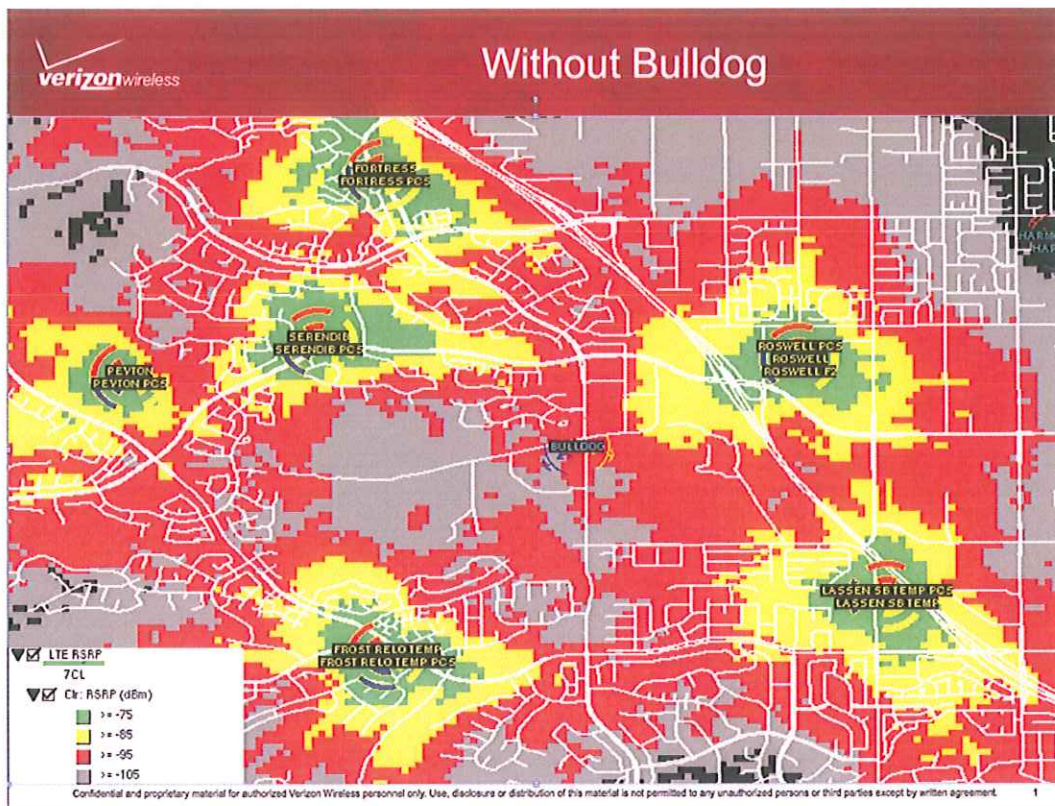 verizonwireless
Without Bulldog
FORTRESS
FORTRESS PCS
SERENDIB
SERENDIB PCS
PEYTON
PEYTON PCS
ROSWELL PCS
ROSWELL
ROSWELL F2
BULLDOG
LASSEN SB TEMP PCS
LASSEN SB TEMP
FROST RELO TEMP
FROST RELO TEMP PCS
LTE RSRP
7CL
Clr: RSRP (dBm)
>= -75
>= -85
>= -95
>= -105
Confidential and proprietary material for authorized Verizon Wireless personnel only. Use, disclosure or distribution of this material is not permitted to any unauthorized persons or third parties except by written agreement. 1